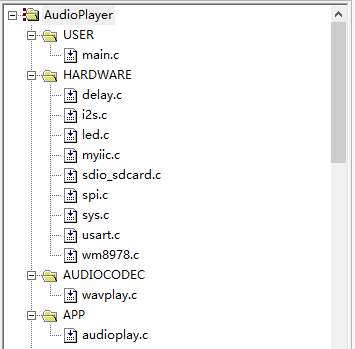 AudioPlayer
USER
main.c
HARDWARE
delay.c
i2s.c
led.c
myiic.c
sdio_sdcard.c
spi.c
sys.c
usart.c
wm8978.c
AUDIOCODEC
wavplay.c
APP
audioplay.c